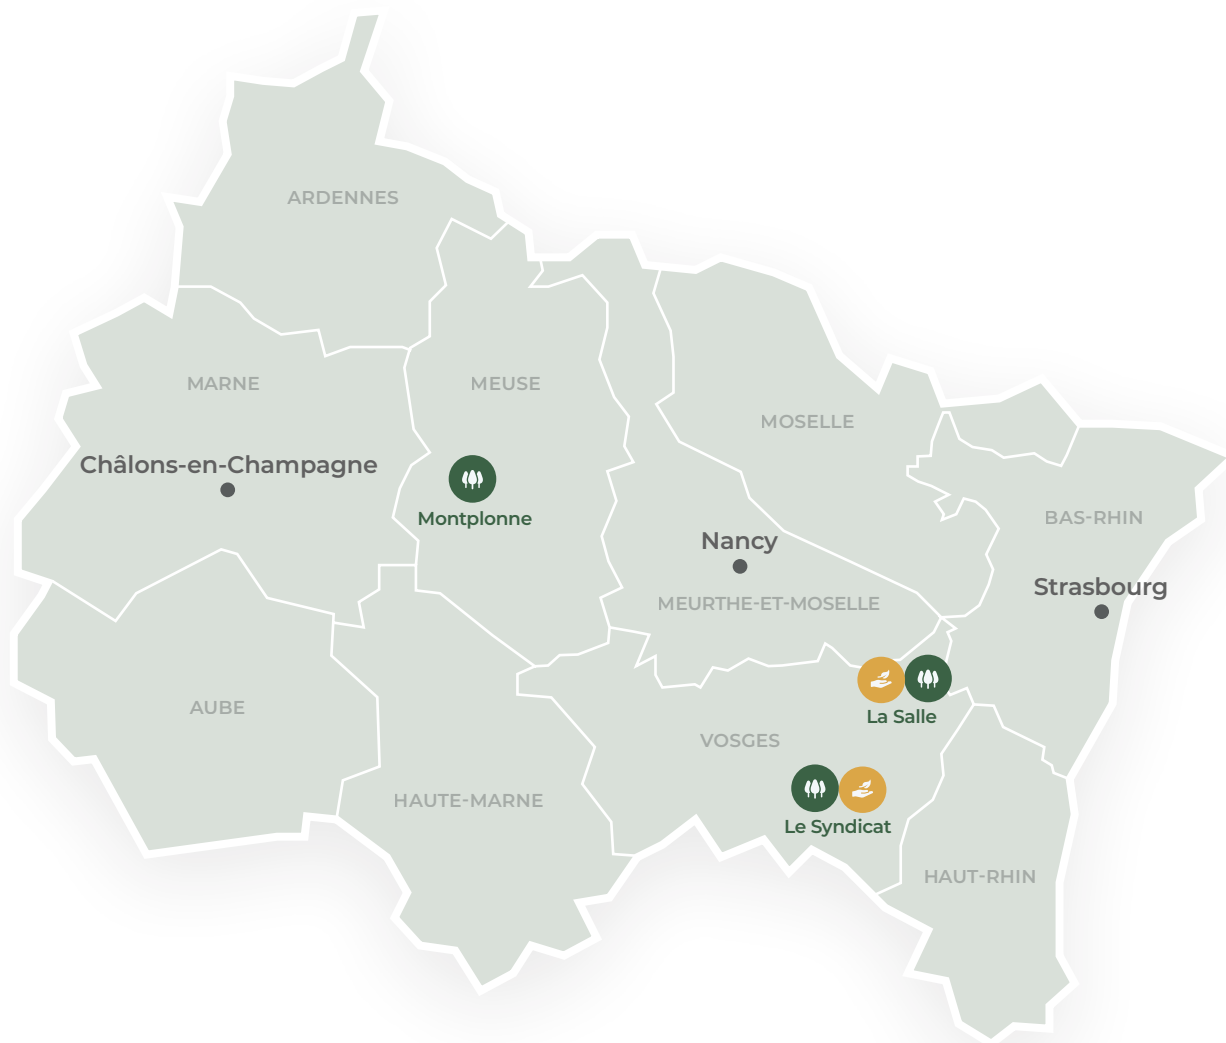 ARDENNES
MARNE
MEUSE
MOSELLE
Châlons-en-Champagne
Montplonne
BAS-RHIN
Nancy
Strasbourg
MEURTHE-ET-MOSELLE
AUBE
La Salle
VOSGES
HAUTE-MARNE
Le Syndicat
HAUT-RHIN